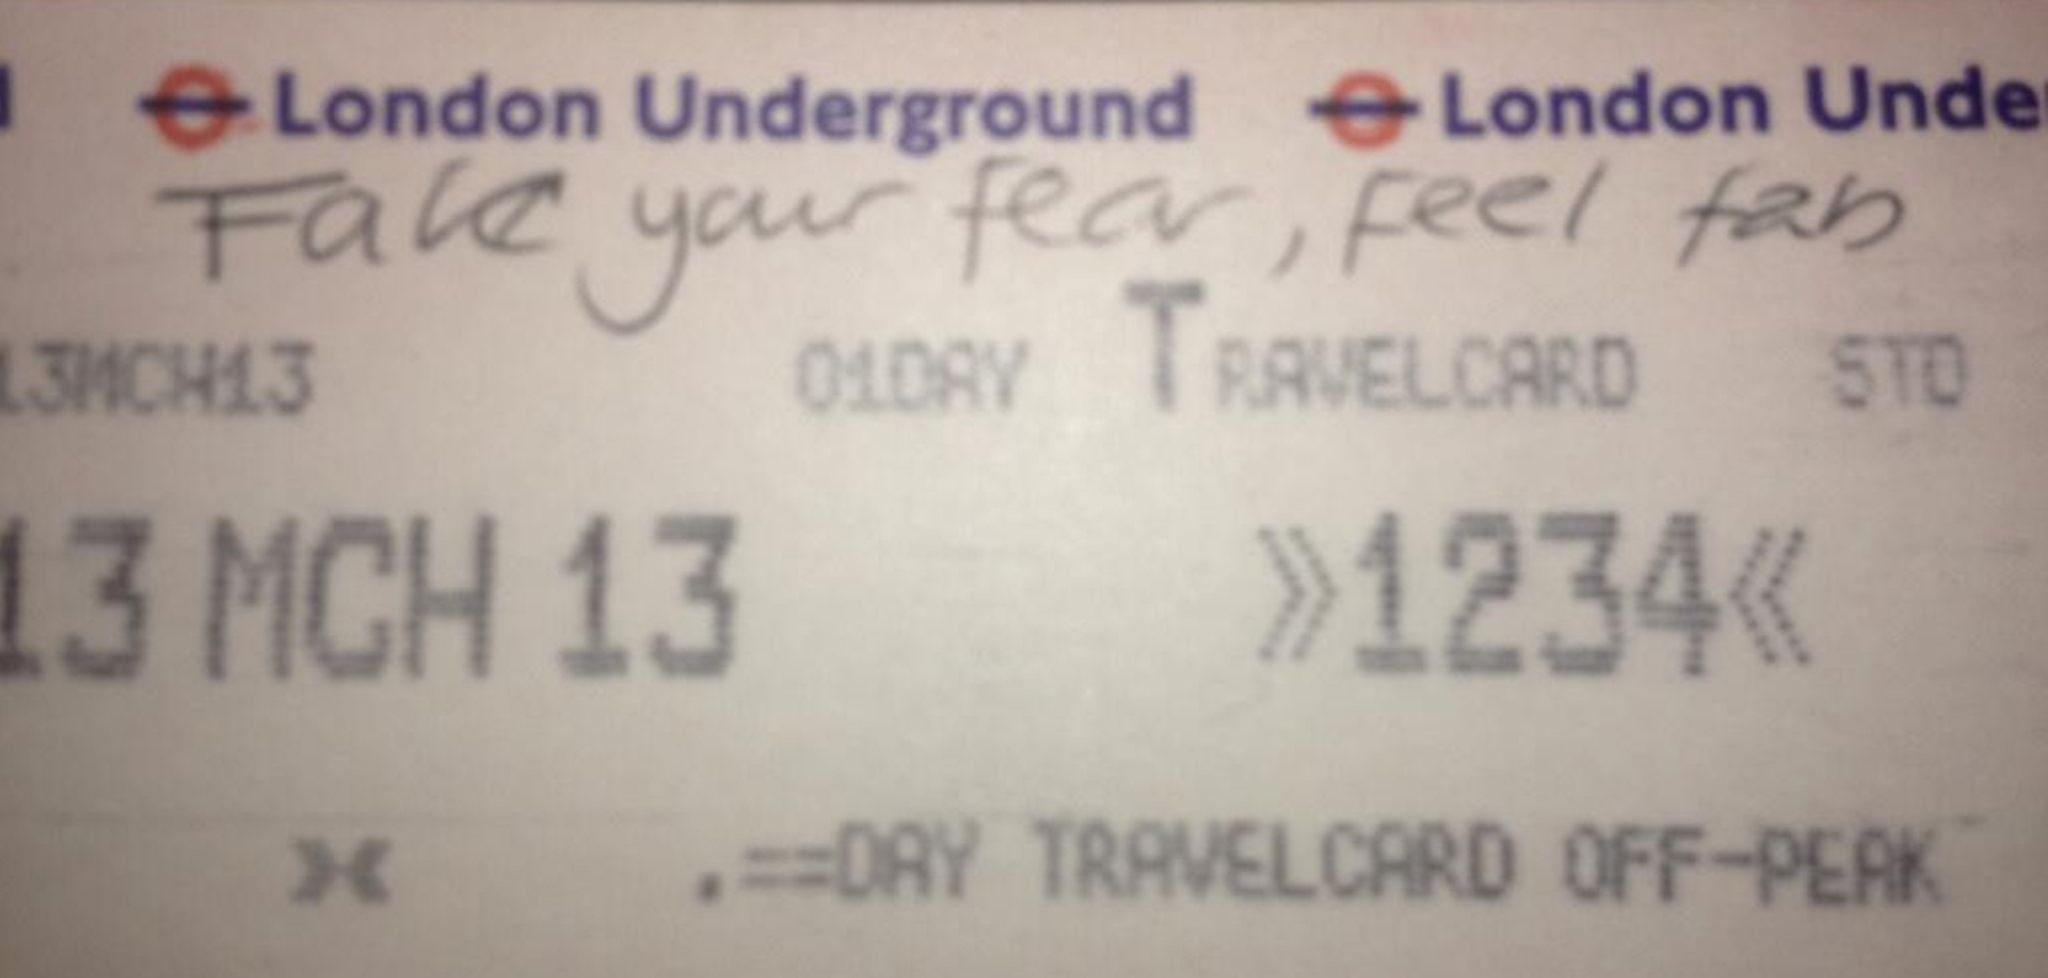 London Underground London Unde
Fake your fear, Feel fab
13MCH13 01DAY TRAVELCARD STD
13 MCH 13 »1234«
.==DAY TRAVELCARD OFF-PEAK